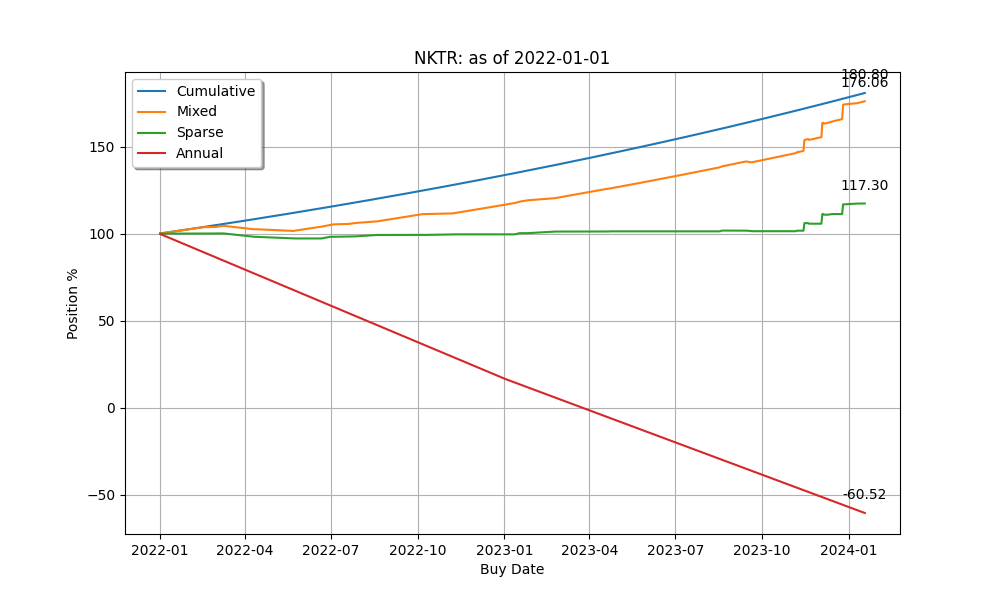 NKTR: as of 2022-01-01
Cumulative
Mixed
Sparse
Annual
180.80
176.06
117.30
-60.52
Position %
150
100
50
0
−50
2022-01 2022-04 2022-07 2022-10 2023-01 2023-04 2023-07 2023-10 2024-01
Buy Date